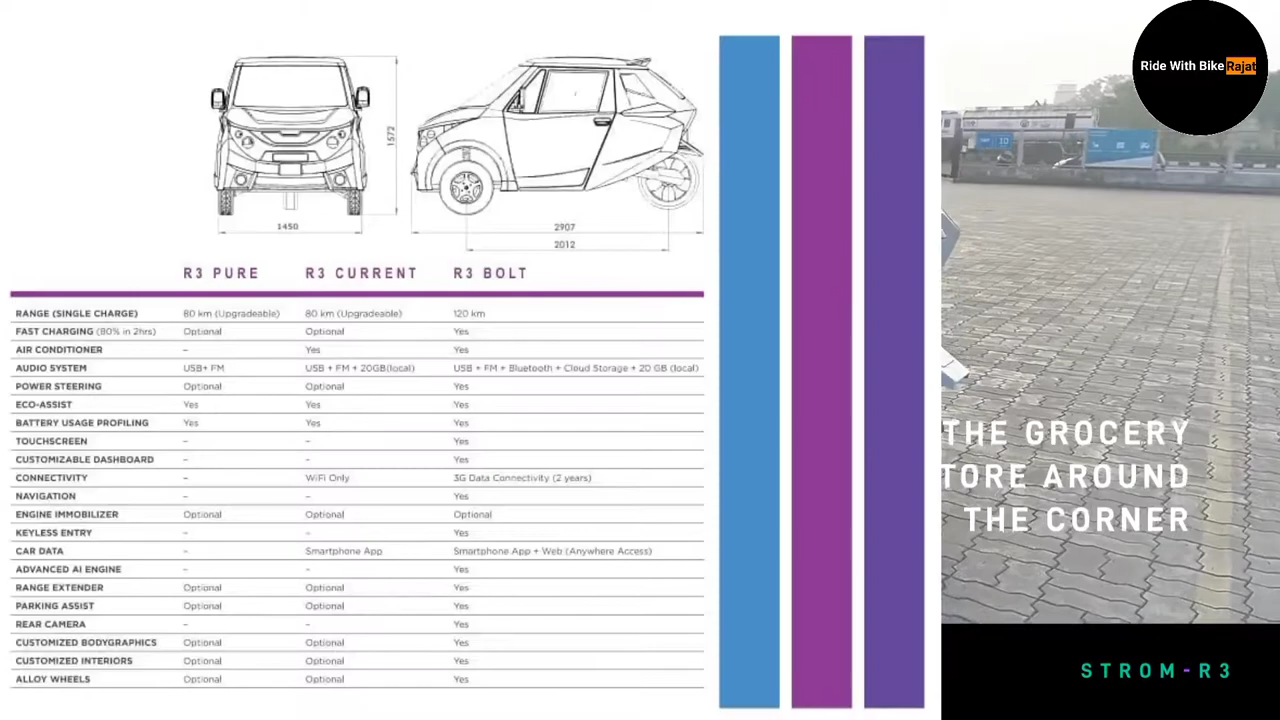 1572
1450
2907
2012
R3 PURE R3 CURRENT R3 BOLT
RANGE (SINGLE CHARGE) 80 km (Upgradeable) 80 km (Upgradeable) 120 km
FAST CHARGING (80% in 2hrs) Optional Optional Yes
AIR CONDITIONER – Yes Yes
AUDIO SYSTEM USB+ FM USB + FM + 20GB(local) USB + FM + Bluetooth + Cloud Storage + 20 GB (local)
POWER STEERING Optional Optional Yes
ECO-ASSIST Yes Yes Yes
BATTERY USAGE PROFILING Yes Yes Yes
TOUCHSCREEN – – Yes
CUSTOMIZABLE DASHBOARD – – Yes
CONNECTIVITY – WiFi Only 3G Data Connectivity (2 years)
NAVIGATION – – Yes
ENGINE IMMOBILIZER Optional Optional Optional
KEYLESS ENTRY – – Yes
CAR DATA – Smartphone App Smartphone App + Web (Anywhere Access)
ADVANCED AI ENGINE – – Yes
RANGE EXTENDER Optional Optional Yes
PARKING ASSIST Optional Optional Yes
REAR CAMERA – – Yes
CUSTOMIZED BODYGRAPHICS Optional Optional Yes
CUSTOMIZED INTERIORS Optional Optional Yes
ALLOY WHEELS Optional Optional Yes
Ride With Bike Rajat
10
THE GROCERY
TORE AROUND
THE CORNER
STROM-R3